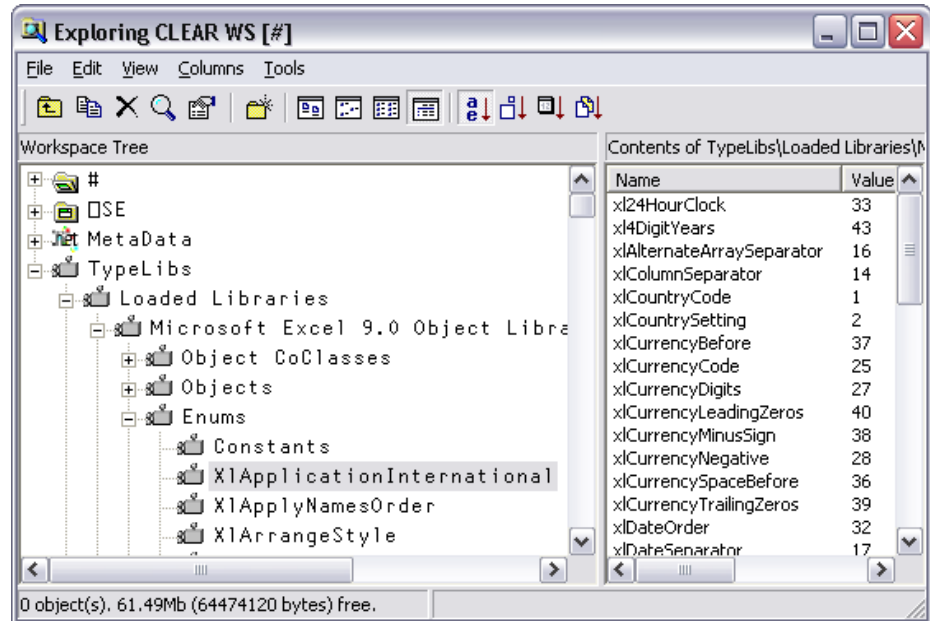 Exploring CLEAR WS [#]
File Edit View Columns Tools
Workspace Tree
Contents of TypeLibs\Loaded Libraries\
#
⎕SE
MetaData
TypeLibs
Loaded Libraries
Microsoft Excel 9.0 Object Libra
Object CoClasses
Objects
Enums
Constants
XlApplicationInternational
XlApplyNamesOrder
XlArrangeStyle
Name Value
xl24HourClock 33
xl4DigitYears 43
xlAlternateArraySeparator 16
xlColumnSeparator 14
xlCountryCode 1
xlCountrySetting 2
xlCurrencyBefore 37
xlCurrencyCode 25
xlCurrencyDigits 27
xlCurrencyLeadingZeros 40
xlCurrencyMinusSign 38
xlCurrencyNegative 28
xlCurrencySpaceBefore 36
xlCurrencyTrailingZeros 39
xlDateOrder 32
xlDateSeparator 17
0 object(s). 61.49Mb (64474120 bytes) free.